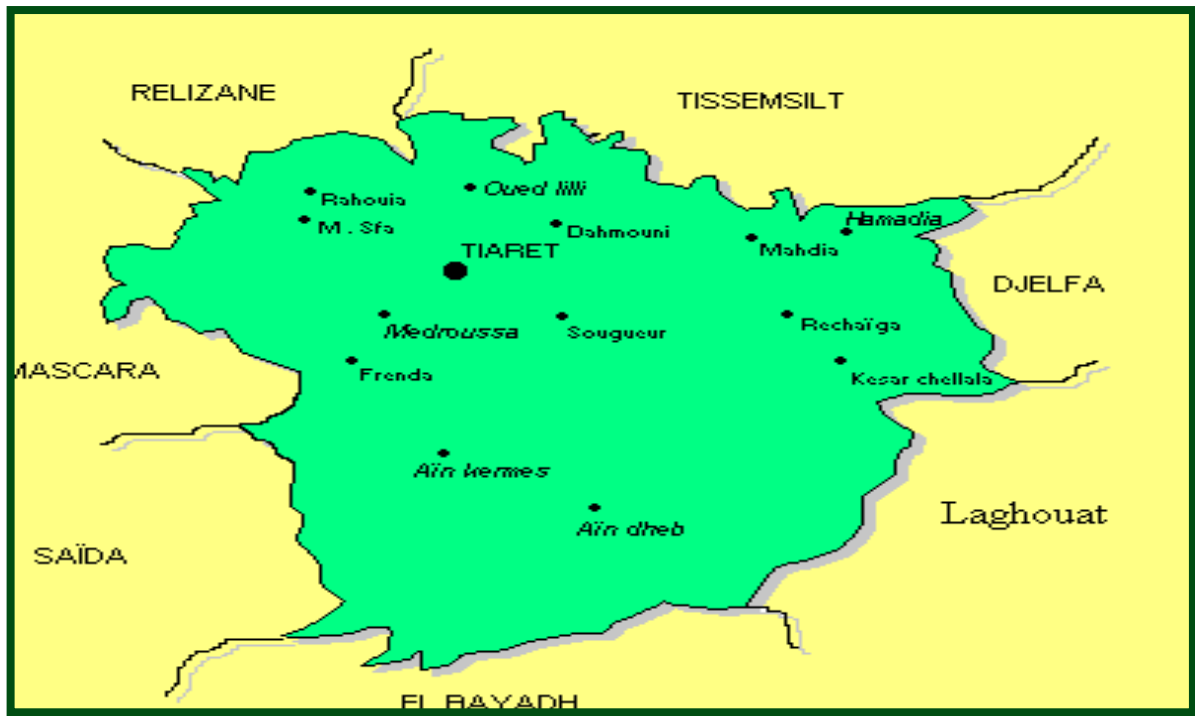 RELIZANE
TISSEMSILT
Rahouia
Oued lilli
M . Sfa
Dahmouni
Hamadia
Mahdia
TIARET
DJELFA
Medroussa
Sougueur
Rechaïga
MASCARA
Frenda
Kesar chellala
Aïn kermes
Aïn dheb
Laghouat
SAÏDA
EL BAYADH